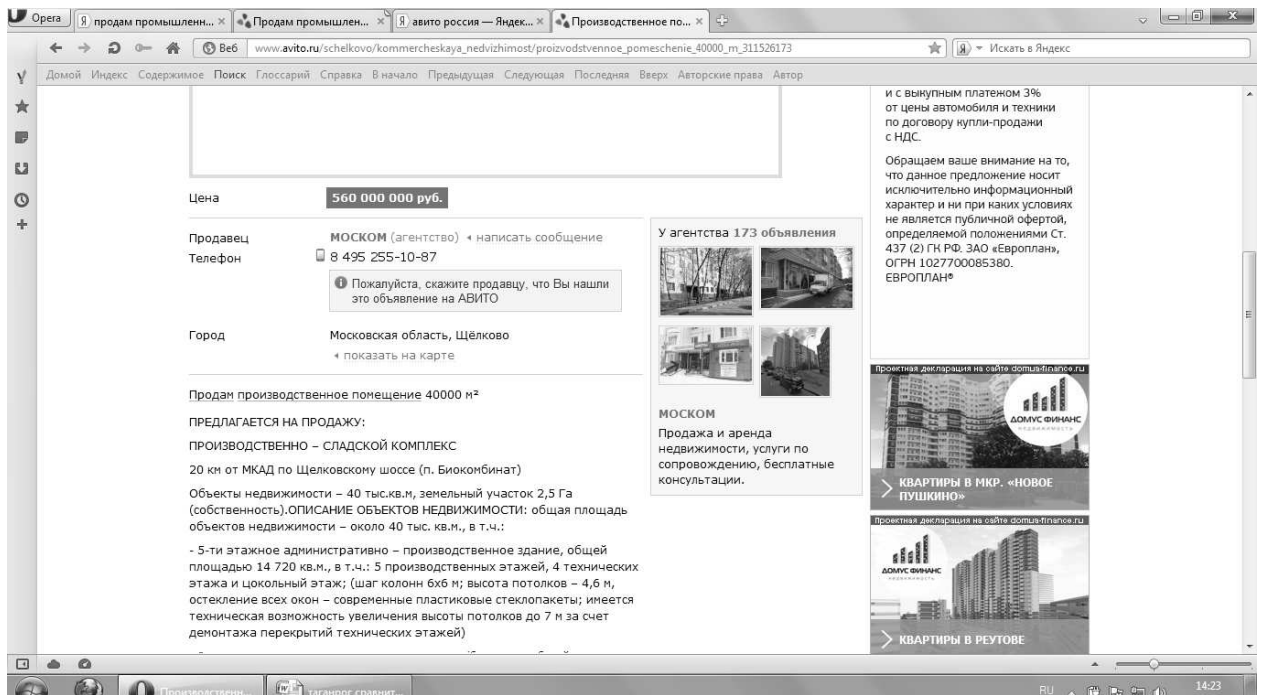 Opera
продам промышленн...
Продам промышлен...
авито россия — Яндек...
Производственное по...
Веб
www.avito.ru/schelkovo/kommercheskaya_nedvizhimost/proizvodstvennoe_pomeschenie_40000_m_311526173
Искать в Яндекс
Домой Индекс Содержимое Поиск Глоссарий Справка В начало Предыдущая Следующая Последняя Вверх Авторские права Автор
Цена
560 000 000 руб.
Продавец
МОСКОМ (агентство) написать сообщение
Телефон
8 495 255-10-87
Пожалуйста, скажите продавцу, что Вы нашли
это объявление на АВИТО
Город
Московская область, Щёлково
показать на карте
Продам производственное помещение 40000 м²
ПРЕДЛАГАЕТСЯ НА ПРОДАЖУ:
ПРОИЗВОДСТВЕННО – СЛАДСКОЙ КОМПЛЕКС
20 км от МКАД по Щелковскому шоссе (п. Биокомбинат)
Объекты недвижимости – 40 тыс.кв.м, земельный участок 2,5 Га
(собственность).ОПИСАНИЕ ОБЪЕКТОВ НЕДВИЖИМОСТИ: общая площадь
объектов недвижимости – около 40 тыс. кв.м., в т.ч.:
- 5-ти этажное административно – производственное здание, общей
площадью 14 720 кв.м., в т.ч.: 5 производственных этажей, 4 технических
этажа и цокольный этаж; (шаг колонн 6х6 м; высота потолков – 4,6 м,
остекление всех окон – современные пластиковые стеклопакеты; имеется
техническая возможность увеличения высоты потолков до 7 м за счет
демонтажа перекрытий технических этажей)
У агентства 173 объявления
МОСКОМ
Продажа и аренда
недвижимости, услуги по
сопровождению, бесплатные
консультации.
и с выкупным платежом 3%
от цены автомобиля и техники
по договору купли-продажи
с НДС.
Обращаем ваше внимание на то,
что данное предложение носит
исключительно информационный
характер и ни при каких условиях
не является публичной офертой,
определяемой положениями Ст.
437 (2) ГК РФ. ЗАО «Европлан»,
ОГРН 1027700085380.
ЕВРОПЛАН®
Проектная декларация на сайте domus-finance.ru
ДОМУС ФИНАНС
НЕДВИЖИМОСТЬ
КВАРТИРЫ В МКР. «НОВОЕ
ПУШКИНО»
Проектная декларация на сайте domus-finance.ru
ДОМУС ФИНАНС
НЕДВИЖИМОСТЬ
КВАРТИРЫ В РЕУТОВЕ
Производственн...
таганрог сравнит...
RU
14:23